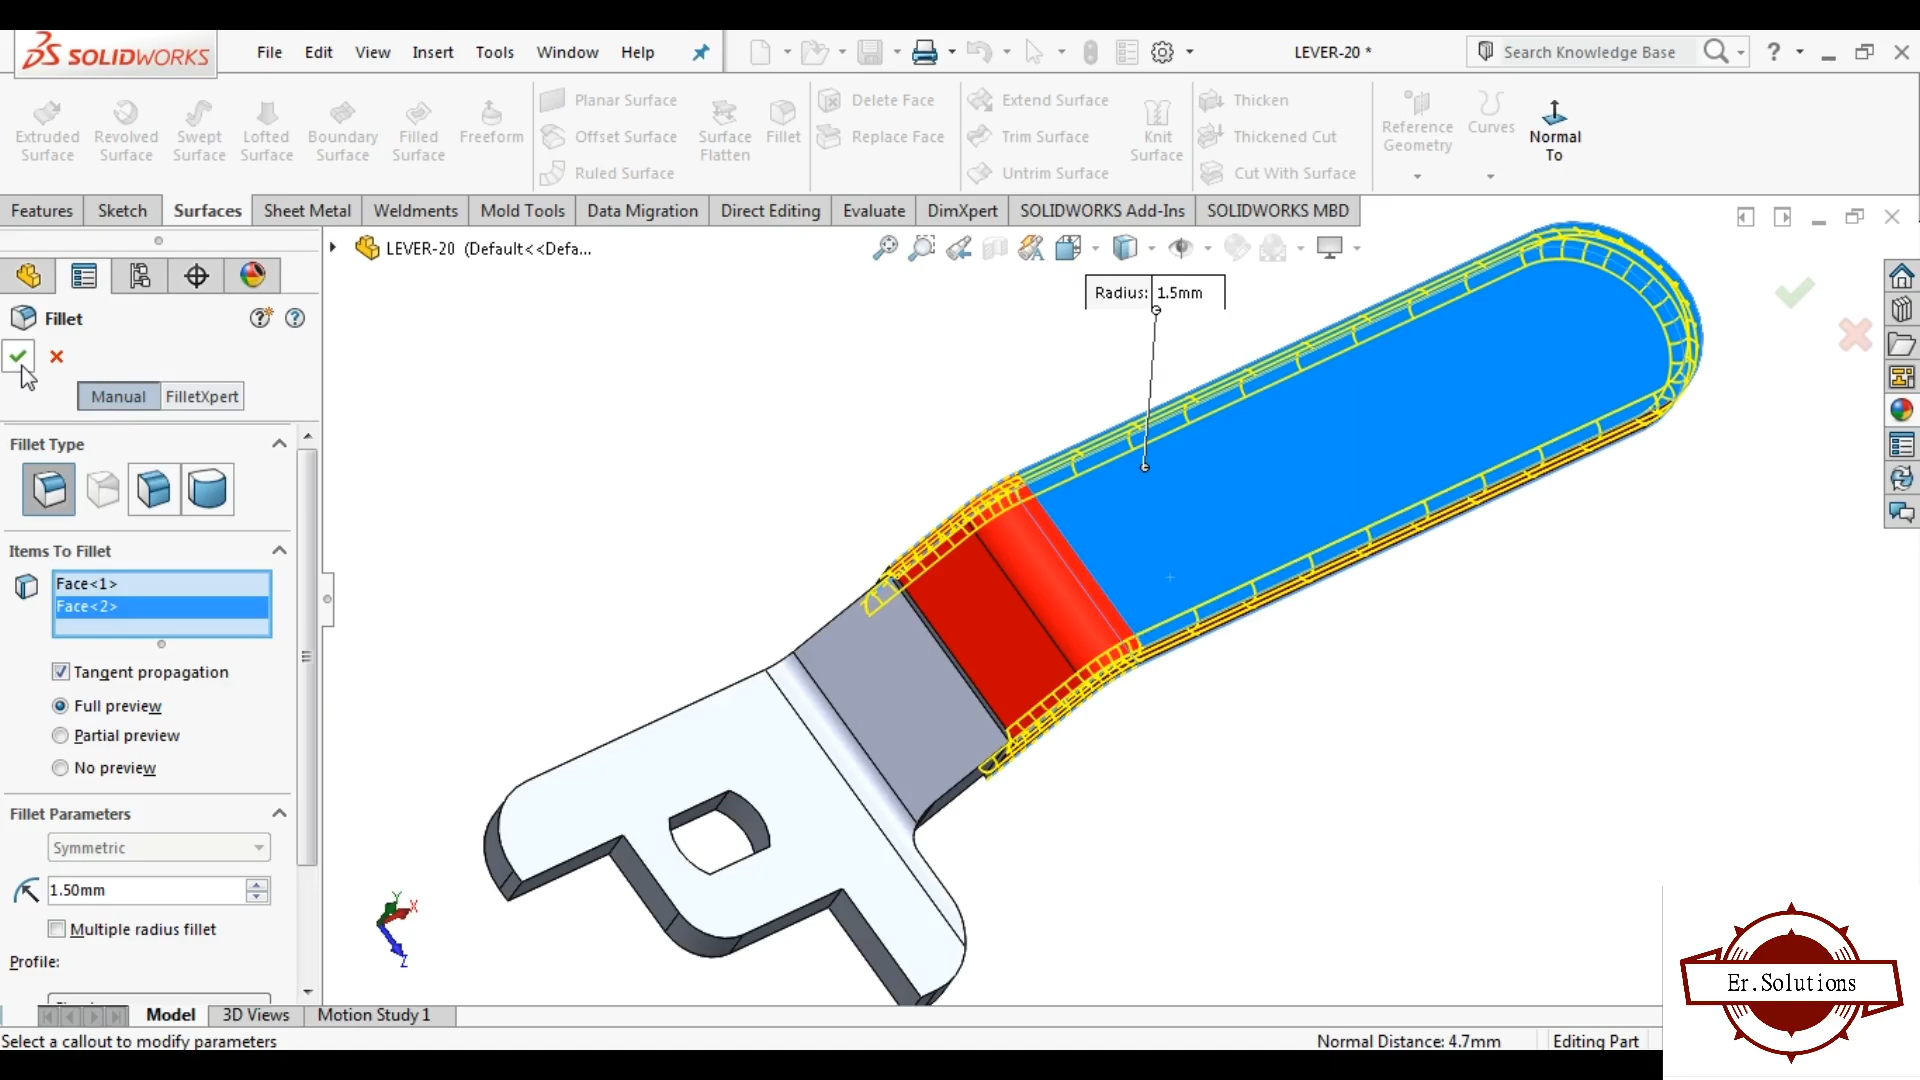 SOLIDWORKS File Edit View Insert Tools Window Help LEVER-20 * Search Knowledge Base ?
Extruded Surface
Revolved Surface
Swept Surface
Lofted Surface
Boundary Surface
Filled Surface
Freeform
Planar Surface
Offset Surface
Ruled Surface
Surface Flatten
Fillet
Delete Face
Replace Face
Extend Surface
Trim Surface
Untrim Surface
Knit Surface
Thicken
Thickened Cut
Cut With Surface
Reference Geometry
Curves
Normal To
Features Sketch Surfaces Sheet Metal Weldments Mold Tools Data Migration Direct Editing Evaluate DimXpert SOLIDWORKS Add-Ins SOLIDWORKS MBD
LEVER-20 (Default<<Defa...
Fillet
Manual FilletXpert
Fillet Type
Items To Fillet
Face<1>
Face<2>
Tangent propagation
Full preview
Partial preview
No preview
Fillet Parameters
Symmetric
1.50mm
Multiple radius fillet
Profile:
Radius: 1.5mm
Y
X
Z
Er.Solutions
Model 3D Views Motion Study 1
Select a callout to modify parameters Normal Distance: 4.7mm Editing Part